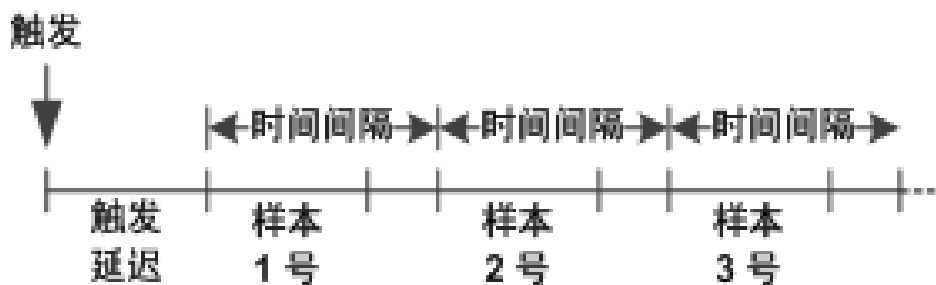 触发
时间间隔 时间间隔 时间间隔
触发 样本 样本 样本
延迟 1 号 2 号 3 号